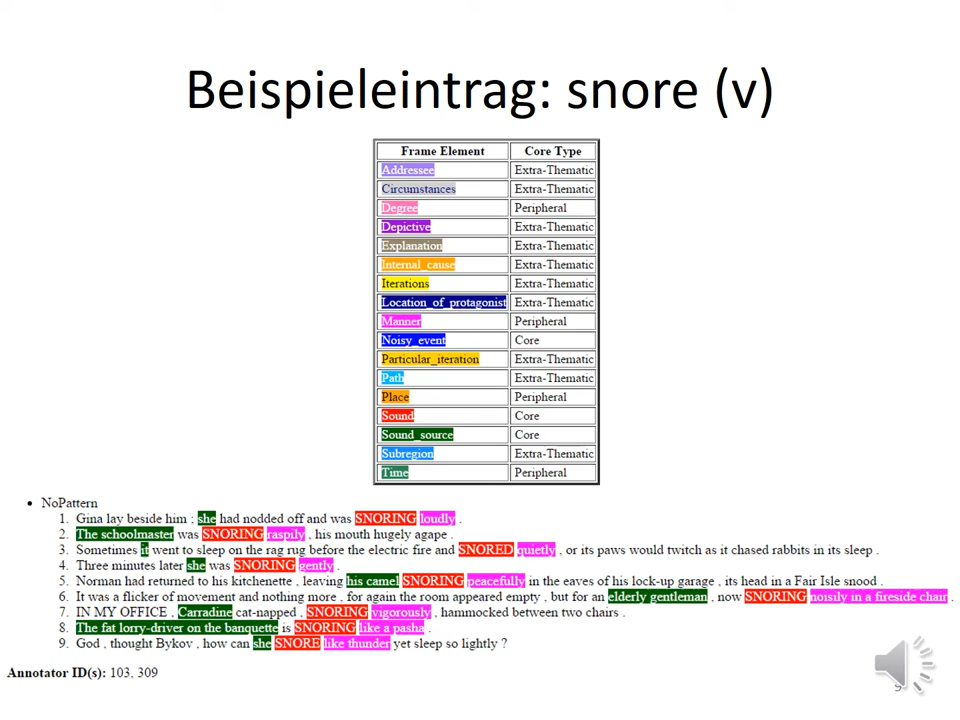 Beispieleintrag: snore (v)
Frame Element Core Type
Addressee Extra-Thematic
Circumstances Extra-Thematic
Degree Peripheral
Depictive Extra-Thematic
Explanation Extra-Thematic
Internal_cause Extra-Thematic
Iterations Extra-Thematic
Location_of_protagonist Extra-Thematic
Manner Peripheral
Noisy_event Core
Particular_iteration Extra-Thematic
Path Extra-Thematic
Place Peripheral
Sound Core
Sound_source Core
Subregion Extra-Thematic
Time Peripheral
• NoPattern
1. Gina lay beside him ; she had nodded off and was SNORING loudly .
2. The schoolmaster was SNORING raspily , his mouth hugely agape .
3. Sometimes it went to sleep on the rag rug before the electric fire and SNORED quietly , or its paws would twitch as it chased rabbits in its sleep .
4. Three minutes later she was SNORING gently .
5. Norman had returned to his kitchenette , leaving his camel SNORING peacefully in the eaves of his lock-up garage , its head in a Fair Isle snood .
6. It was a flicker of movement and nothing more , for again the room appeared empty , but for an elderly gentleman , now SNORING noisily in a fireside chair .
7. IN MY OFFICE , Carradine cat-napped , SNORING vigorously , hammocked between two chairs .
8. The fat lorry-driver on the banquette is SNORING like a pasha .
9. God , thought Bykov , how can she SNORE like thunder yet sleep so lightly ?
Annotator ID(s): 103, 309
9